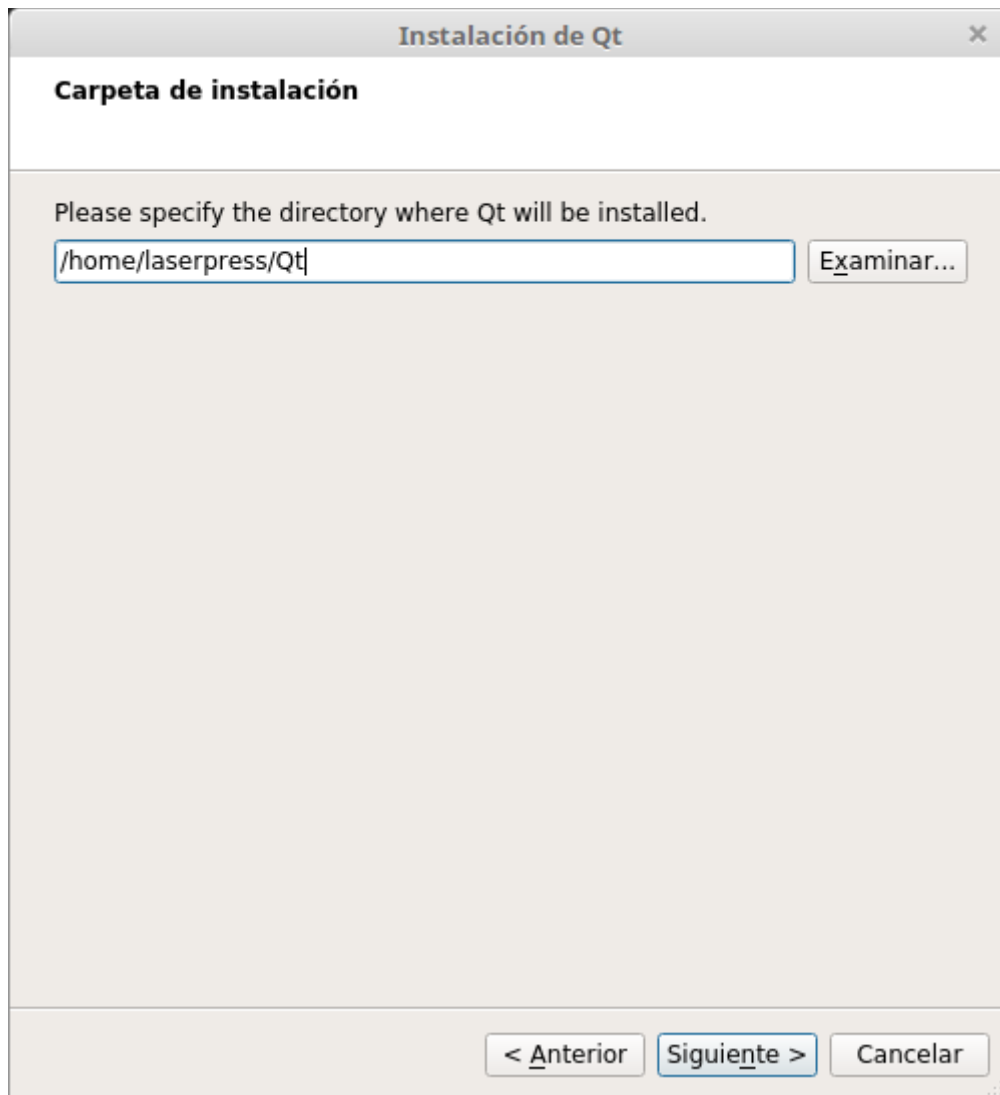 Instalación de Qt
Carpeta de instalación
Please specify the directory where Qt will be installed.
/home/laserpress/Qt Examinar...
< Anterior Siguiente > Cancelar